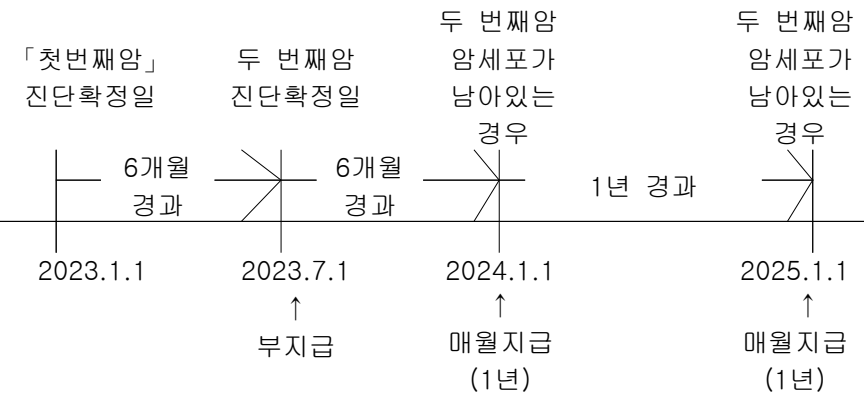 「첫번째암」
진단확정일
두 번째암
진단확정일
두 번째암
암세포가
남아있는
경우
두 번째암
암세포가
남아있는
경우
6개월
경과
6개월
경과
1년 경과
2023.1.1
2023.7.1
2024.1.1
2025.1.1
↑
부지급
↑
매월지급
(1년)
↑
매월지급
(1년)